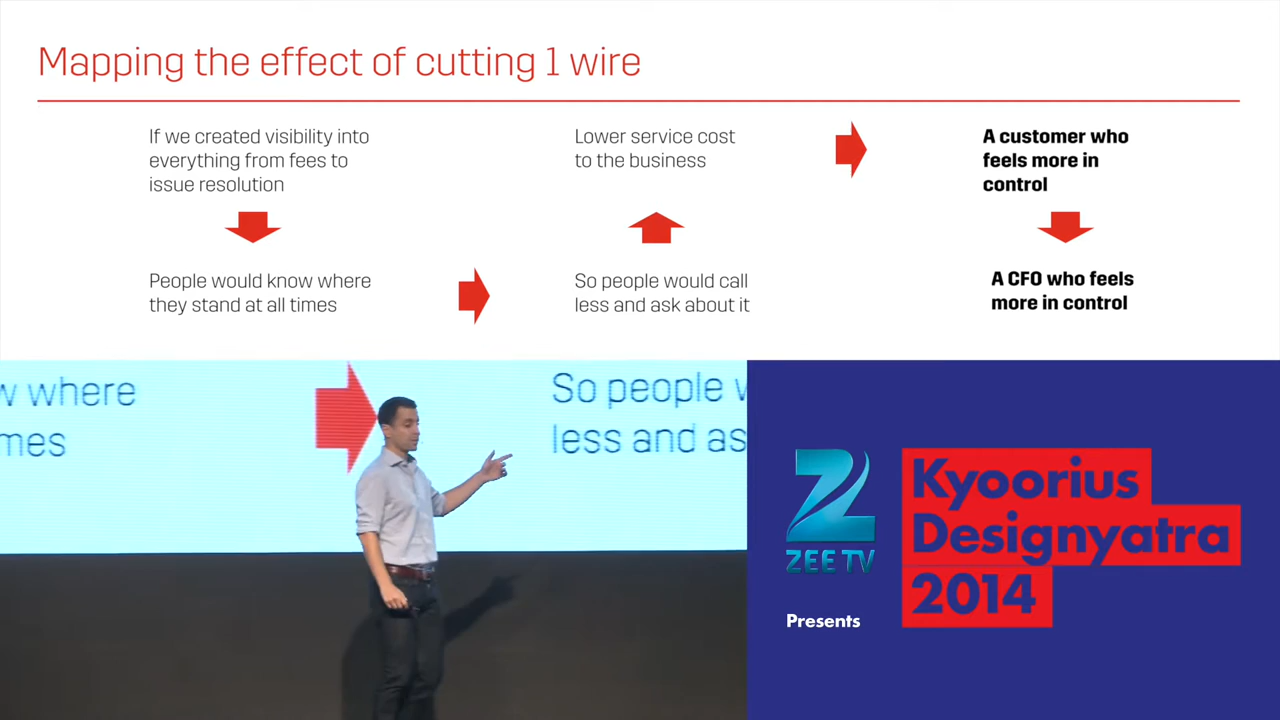 Mapping the effect of cutting 1 wire
If we created visibility into
everything from fees to
issue resolution
People would know where
they stand at all times
Lower service cost
to the business
So people would call
less and ask about it
A customer who
feels more in
control
A CFO who feels
more in control
w where
mes
So people w
less and as
ZEE TV
Presents
Kyoorius
Designyatra
2014